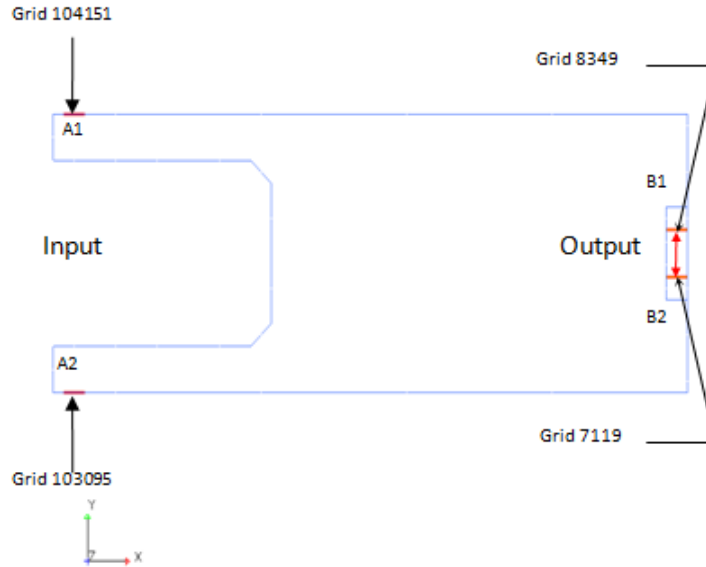 Grid 104151
Grid 8349
A1
B1
Input
Output
B2
A2
Grid 7119
Grid 103095
Y
Z
X